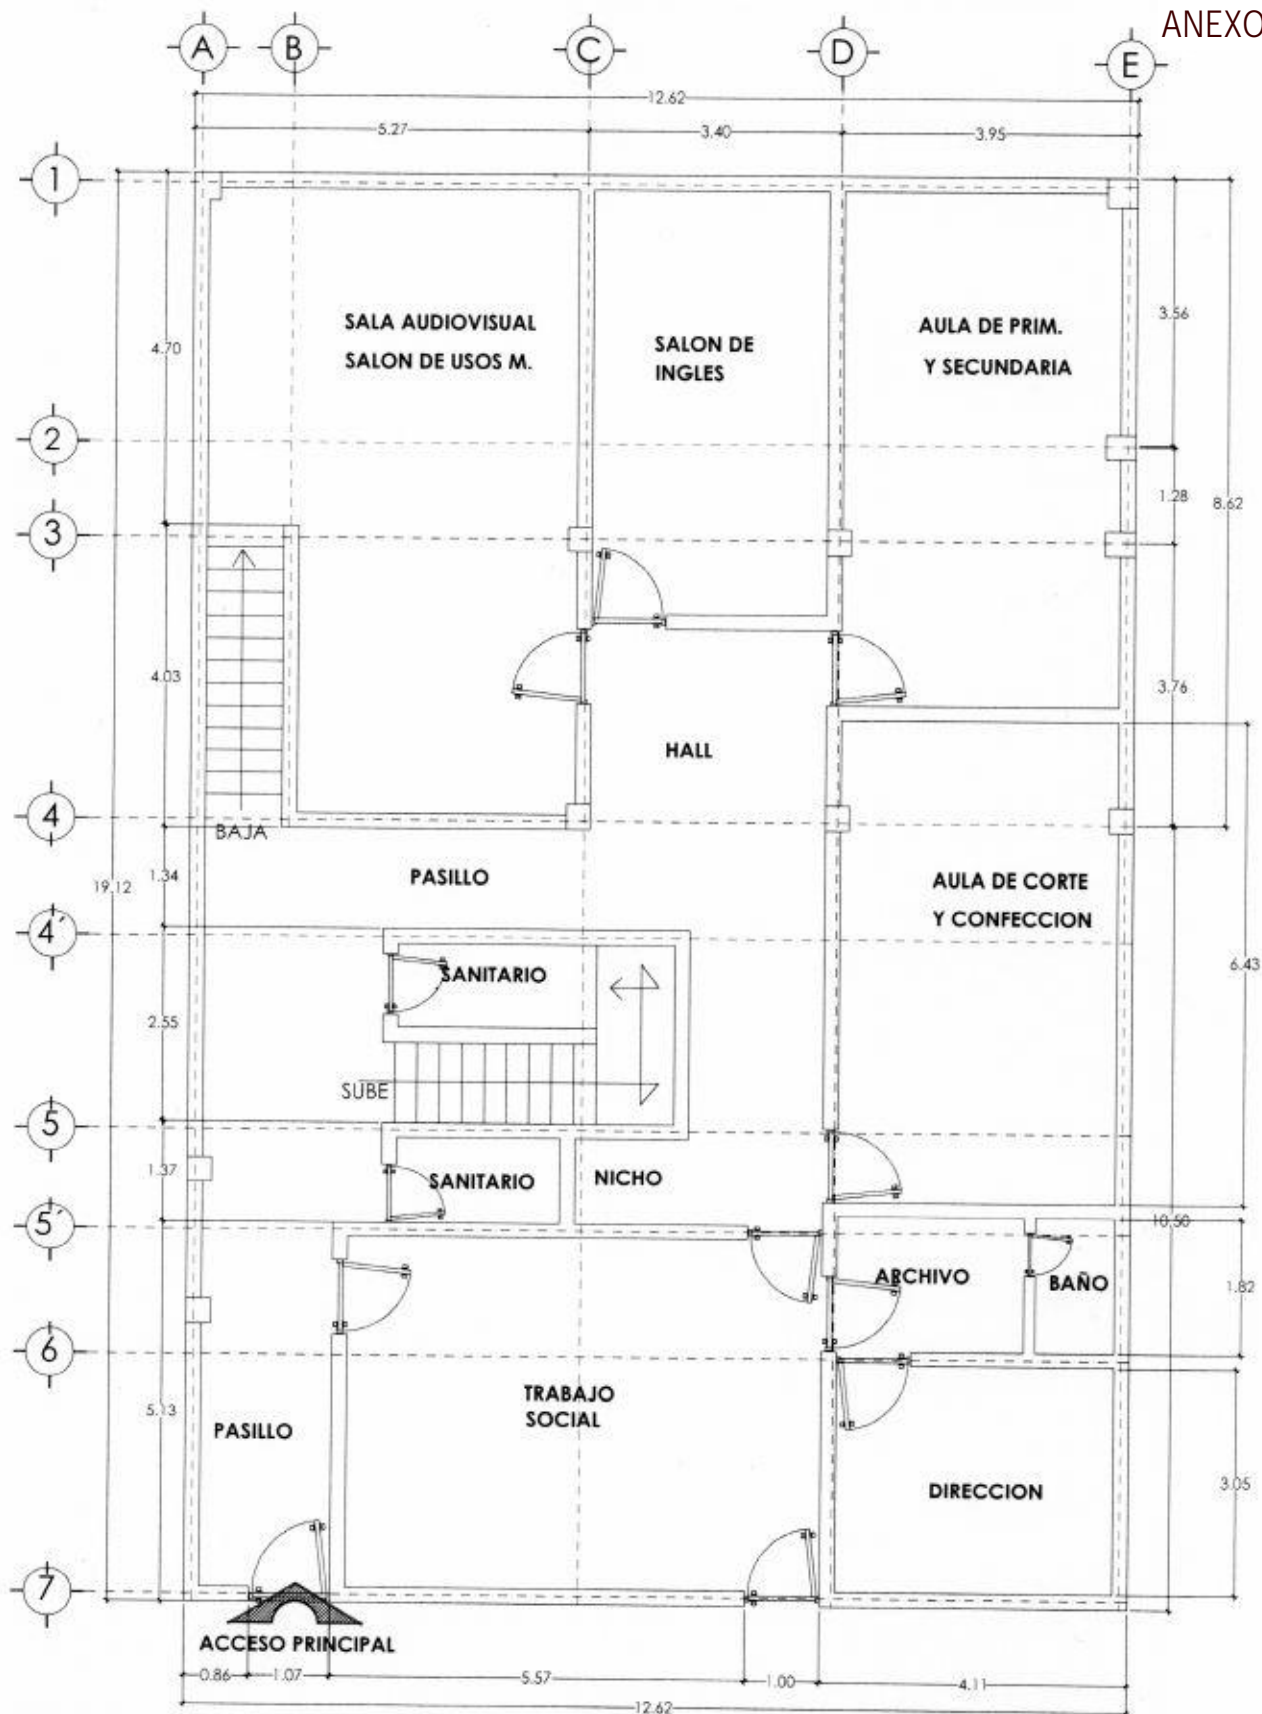 ANEXO
A
B
C
D
E
12.62
5.27
3.40
3.95
1
SALA AUDIOVISUAL
SALON DE USOS M.
SALON DE
INGLES
AULA DE PRIM.
Y SECUNDARIA
4.70
3.56
2
1.28
8.62
3
4.03
3.76
HALL
4
BAJA
PASILLO
AULA DE CORTE
Y CONFECCION
19.12
1.34
4´
SANITARIO
6.43
2.55
SUBE
5
1.37
SANITARIO
NICHO
5´
10.50
ARCHIVO
BAÑO
1.82
6
TRABAJO
SOCIAL
5.13
PASILLO
DIRECCION
3.05
7
ACCESO PRINCIPAL
0.86
1.07
5.57
1.00
4.11
12.62